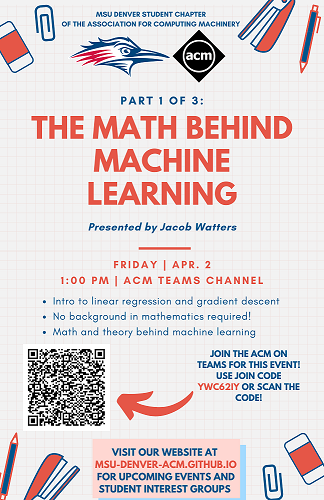 MSU DENVER STUDENT CHAPTER
OF THE ASSOCIATION FOR COMPUTING MACHINERY
acm
PART 1 OF 3:
THE MATH BEHIND
MACHINE
LEARNING
Presented by Jacob Watters
FRIDAY | APR. 2
1:00 PM | ACM TEAMS CHANNEL
• Intro to linear regression and gradient descent
• No background in mathematics required!
• Math and theory behind machine learning
JOIN THE ACM ON
TEAMS FOR THIS EVENT!
USE JOIN CODE
YWC62IY OR SCAN THE
CODE!
VISIT OUR WEBSITE AT
MSU-DENVER-ACM.GITHUB.IO
FOR UPCOMING EVENTS AND
STUDENT INTEREST GROUPS